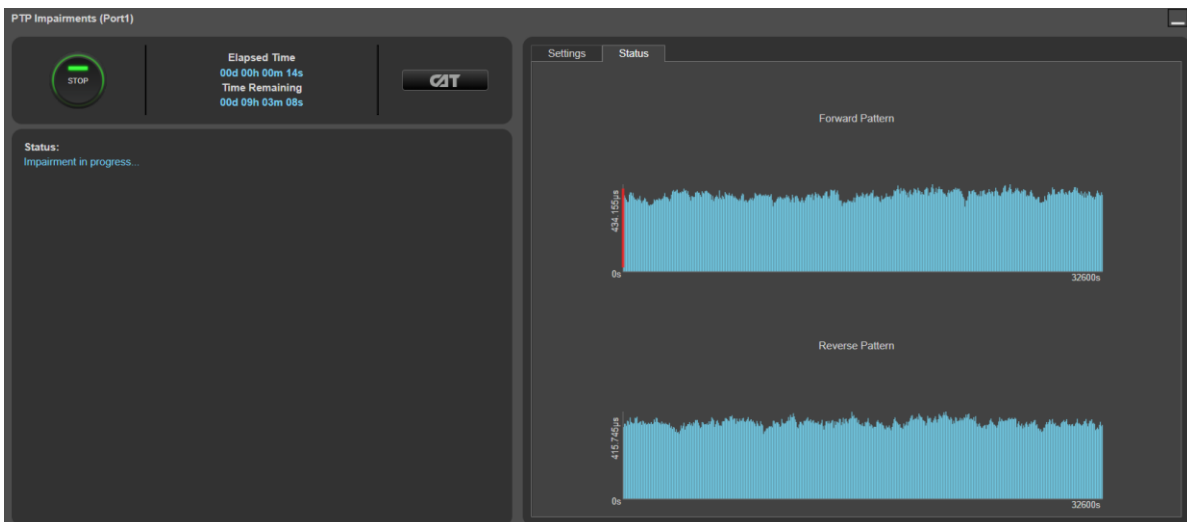 PTP Impairments (Port1)
STOP
Elapsed Time
00d 00h 00m 14s
Time Remaining
00d 09h 03m 08s
CAT
Status:
Impairment in progress...
Settings
Status
Forward Pattern
434.155µs
0s
32600s
Reverse Pattern
415.745µs
0s
32600s